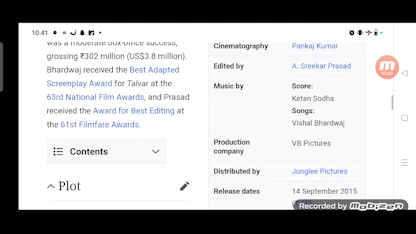 10:41
was a moderate box-office success,
grossing ₹302 million (US$3.8 million).
Bhardwaj received the Best Adapted
Screenplay Award for Talvar at the
63rd National Film Awards, and Prasad
received the Award for Best Editing at
the 61st Filmfare Awards.
Contents
Plot
Cinematography Pankaj Kumar
Edited by A. Sreekar Prasad
Music by Score:
Ketan Sodha
Songs:
Vishal Bhardwaj
Production VB Pictures
company
Distributed by Junglee Pictures
Release dates 14 September 2015
Recorded by Mobizen